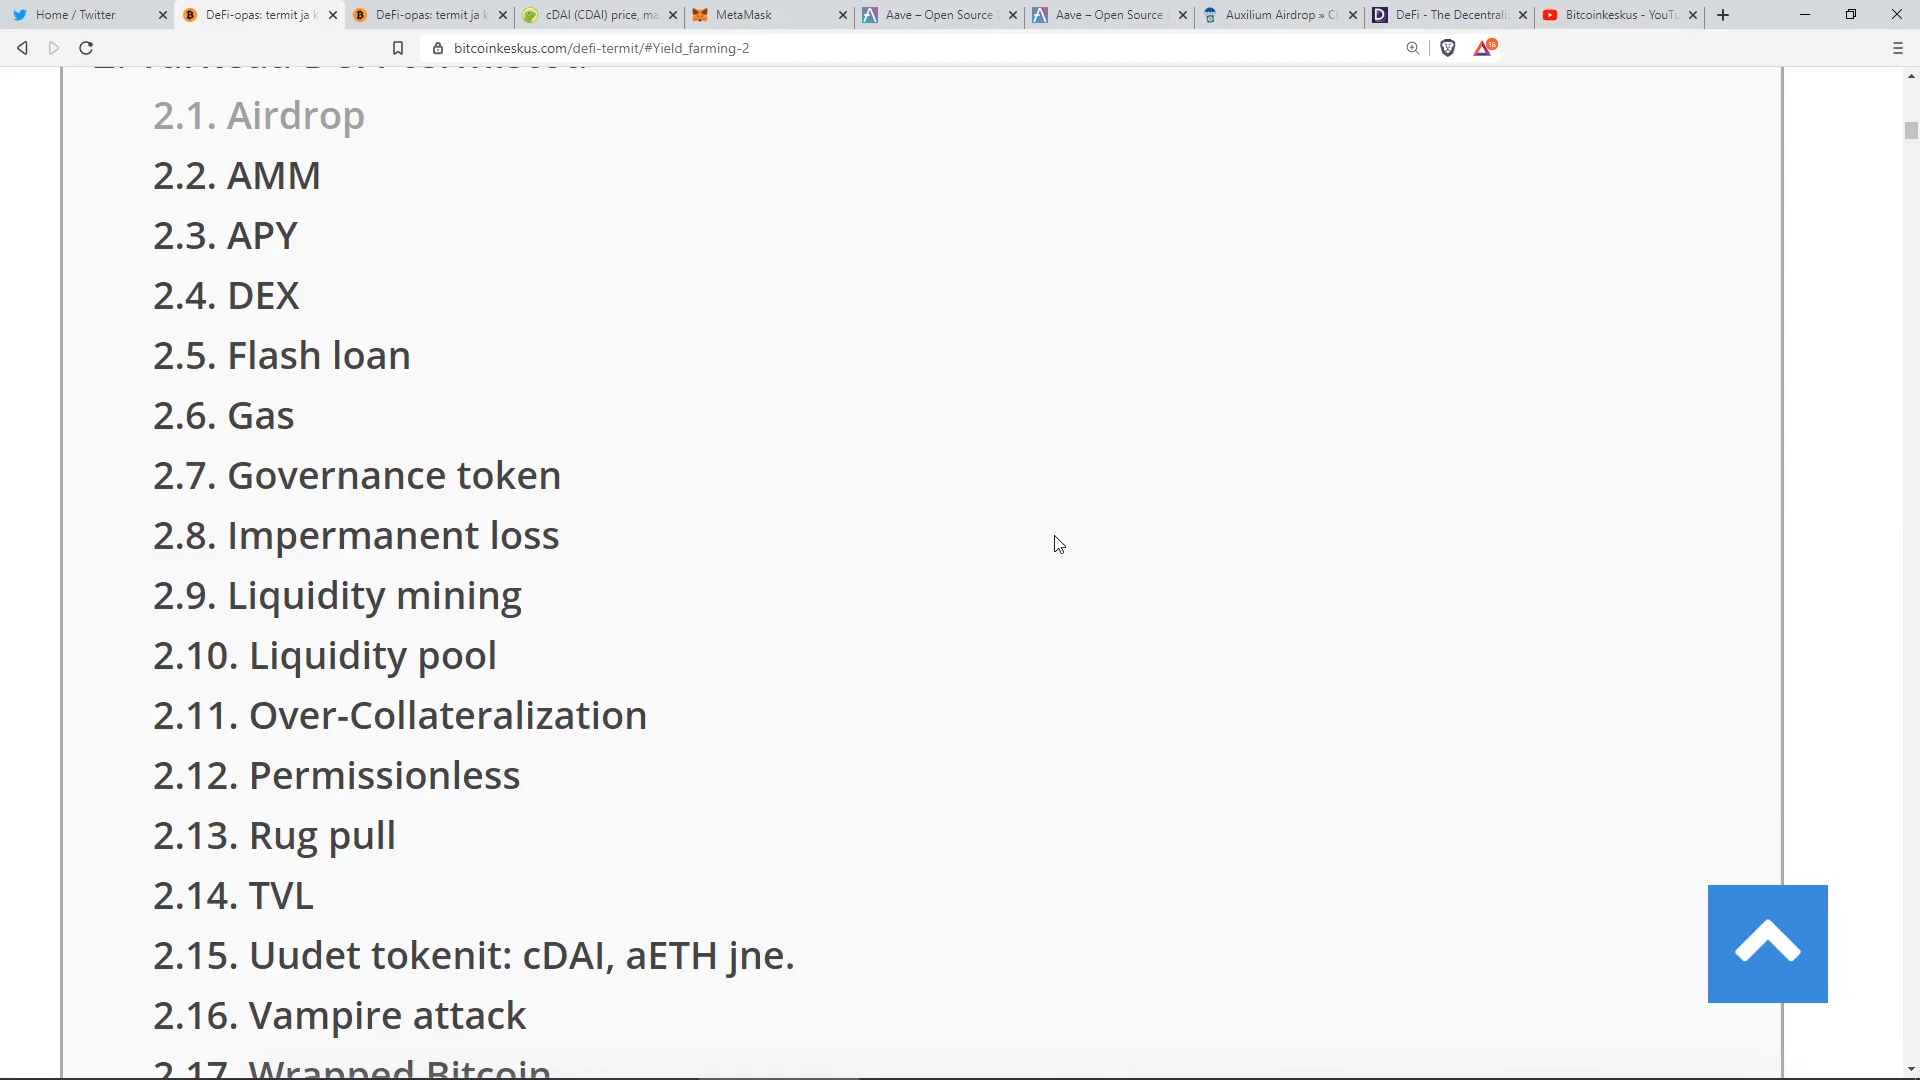 Home / Twitter
DeFi-opas: termit ja k
DeFi-opas: termit ja k
cDAI (CDAI) price, ma
MetaMask
Aave – Open Source
Aave – Open Source
Auxilium Airdrop » Cl
DeFi - The Decentrali
Bitcoinkeskus - YouTu
bitcoinkeskus.com/defi-termit/#Yield_farming-2
16
2.1. Airdrop
2.2. AMM
2.3. APY
2.4. DEX
2.5. Flash loan
2.6. Gas
2.7. Governance token
2.8. Impermanent loss
2.9. Liquidity mining
2.10. Liquidity pool
2.11. Over-Collateralization
2.12. Permissionless
2.13. Rug pull
2.14. TVL
2.15. Uudet tokenit: cDAI, aETH jne.
2.16. Vampire attack
2.17. Wrapped Bitcoin